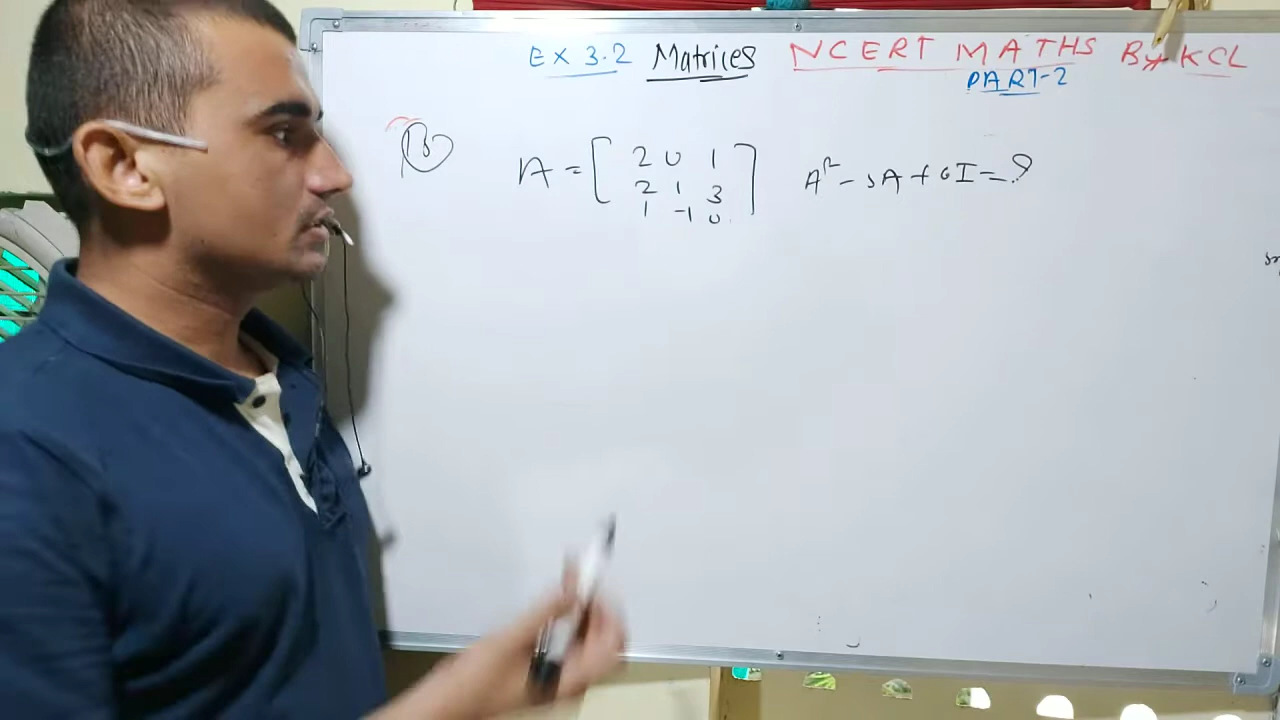 EX 3.2 Matrices NCERT MATHS By KCL
PART-2
A = [ 2 0 1 A² - 5A + 6I = ?
2 1 3
1 -1 0 ]